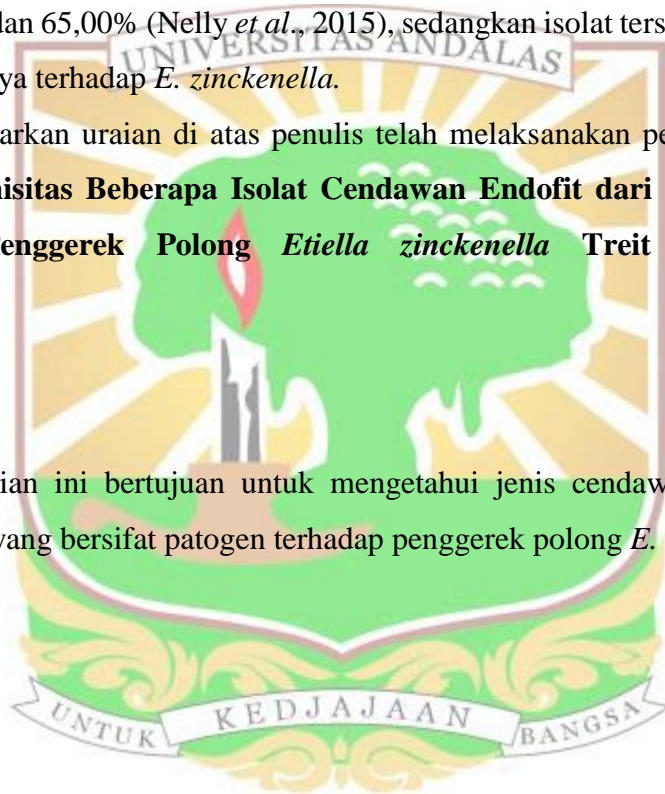 dan 65,00% (Nelly et al., 2015), sedangkan isolat ters
UNIVERSITAS ANDALAS
ya terhadap E. zinckenella.
arkan uraian di atas penulis telah melaksanakan pe
isitas Beberapa Isolat Cendawan Endofit dari
enggerek Polong Etiella zinckenella Treit
ian ini bertujuan untuk mengetahui jenis cendaw
yang bersifat patogen terhadap penggerek polong E.
UNTUK KEDJAJAAN BANGSA